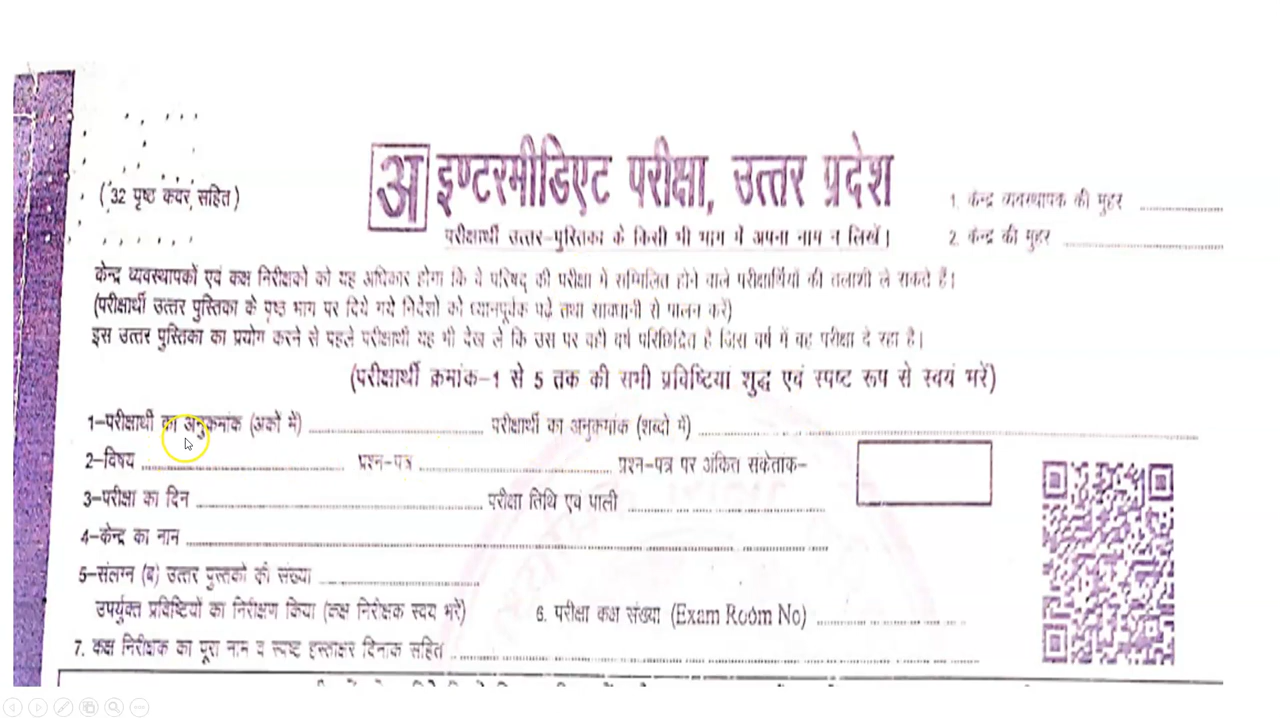 (32 पृष्ठ कवर सहित)
अ इण्टरमीडिएट परीक्षा, उत्तर प्रदेश
परीक्षार्थी उत्तर-पुस्तिका के किसी भी भाग में अपना नाम न लिखें।
1. केन्द्र व्यवस्थापक की मुहर
2. केन्द्र की मुहर
केन्द्र व्यवस्थापकों एवं कक्ष निरीक्षकों को यह अधिकार होगा कि वे परिषद् की परीक्षा में सम्मिलित होने वाले परीक्षार्थियों की तलाशी ले सकते हैं।
(परीक्षार्थी उत्तर पुस्तिका के पृष्ठ भाग पर दिये गये निर्देशों को ध्यानपूर्वक पढ़ें तथा सावधानी से पालन करें)
इस उत्तर पुस्तिका का प्रयोग करने से पहले परीक्षार्थी यह भी देख लें कि उस पर वही वर्ष परिछिद्रित है जिस वर्ष में वह परीक्षा दे रहा है।
(परीक्षार्थी क्रमांक-1 से 5 तक की सभी प्रविष्टियां शुद्ध एवं स्पष्ट रूप से स्वयं भरें)
1-परीक्षार्थी का अनुक्रमांक (अकों में) परीक्षार्थी का अनुक्रमांक (शब्दो में)
2-विषय प्रश्न-पत्र प्रश्न-पत्र पर अंकित संकेतांक-
3-परीक्षा का दिन परीक्षा तिथि एवं पाली
4-केन्द्र का नाम
5-संलग्न (ब) उत्तर पुस्तकों की संख्या
उपर्युक्त प्रविष्टियों का निरीक्षण किया (कक्ष निरीक्षक स्वयं भरें) 6. परीक्षा कक्ष संख्या (Exam Room No)
7. कक्ष निरीक्षक का पूरा नाम व स्पष्ट हस्ताक्षर दिनांक सहित